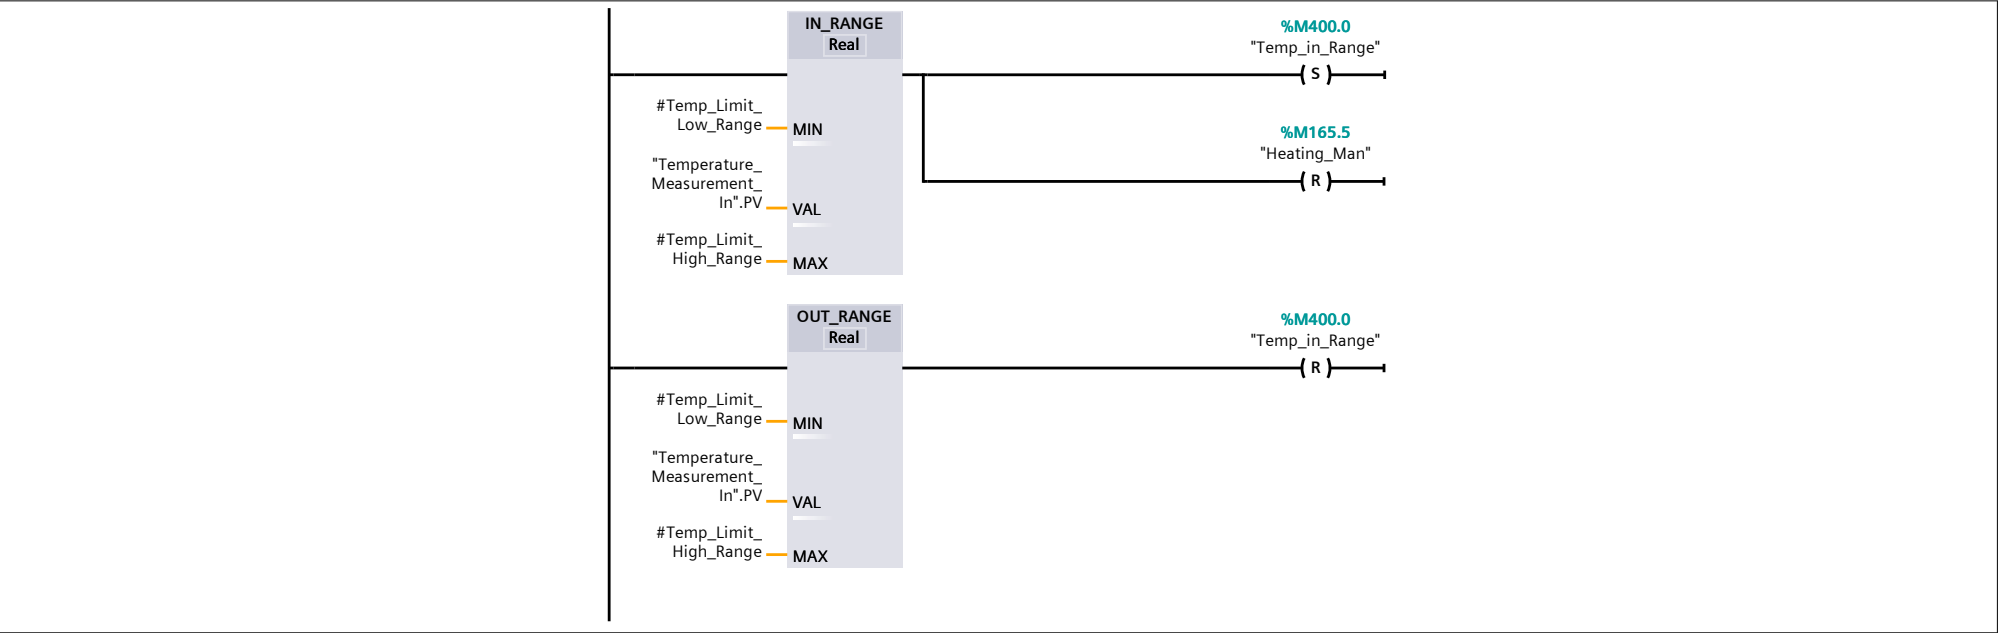 IN_RANGE
Real
%M400.0
"Temp_in_Range"
( S )
#Temp_Limit_
Low_Range
MIN
%M165.5
"Heating_Man"
( R )
"Temperature_
Measurement_
In".PV
VAL
#Temp_Limit_
High_Range
MAX
OUT_RANGE
Real
%M400.0
"Temp_in_Range"
( R )
#Temp_Limit_
Low_Range
MIN
"Temperature_
Measurement_
In".PV
VAL
#Temp_Limit_
High_Range
MAX